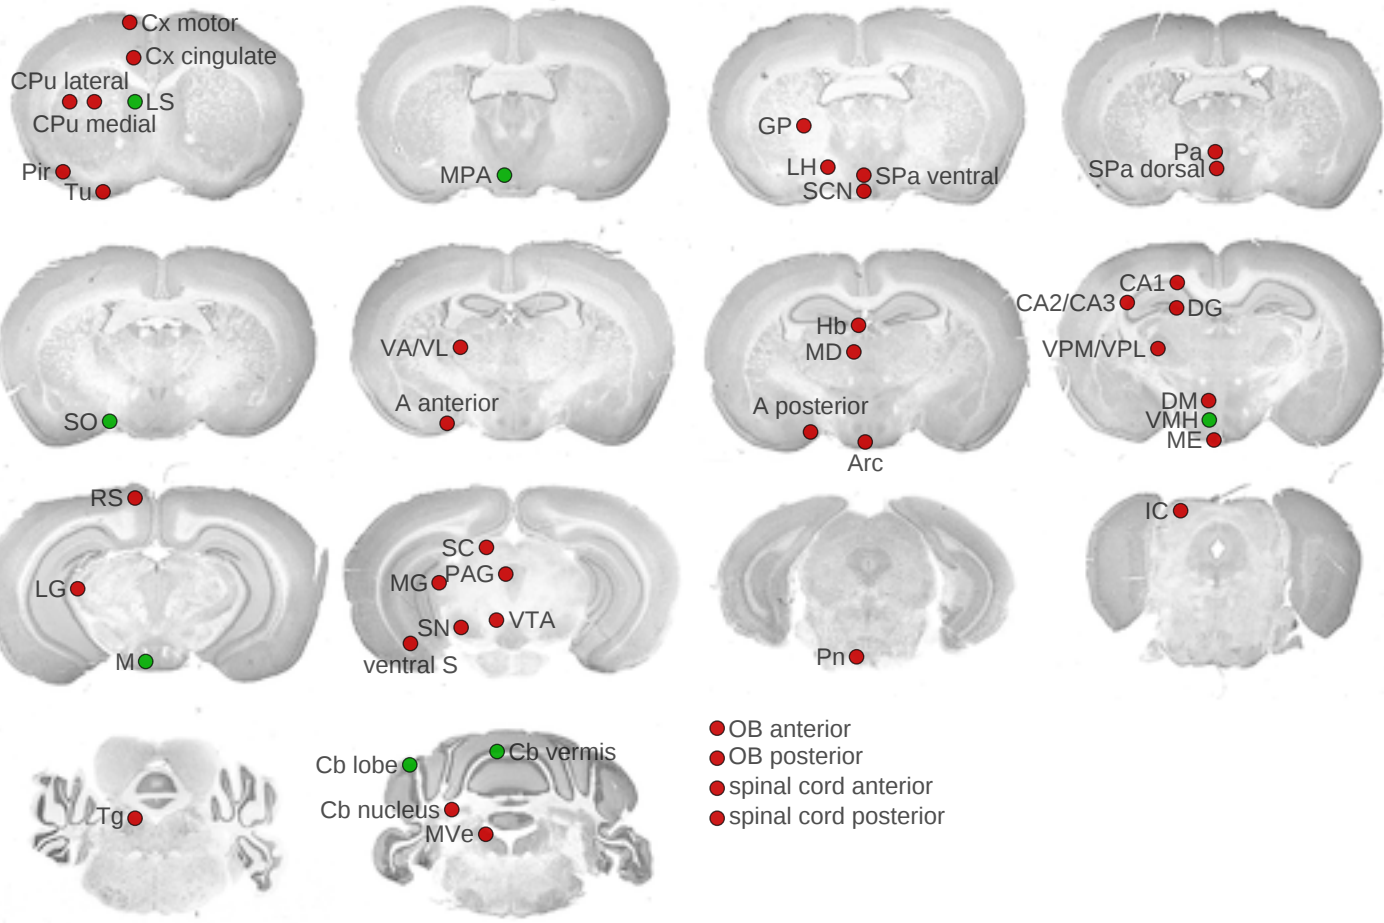 Cx motor
Cx cingulate
CPu lateral
LS
CPu medial
Pir
Tu
MPA
GP
LH
SPa ventral
SCN
Pa
SPa dorsal
SO
VA/VL
A anterior
Hb
MD
A posterior
Arc
CA1
CA2/CA3
DG
VPM/VPL
DM
VMH
ME
RS
LG
M
SC
MG
PAG
SN
VTA
ventral S
Pn
IC
Tg
Cb lobe
Cb vermis
Cb nucleus
MVe
OB anterior
OB posterior
spinal cord anterior
spinal cord posterior